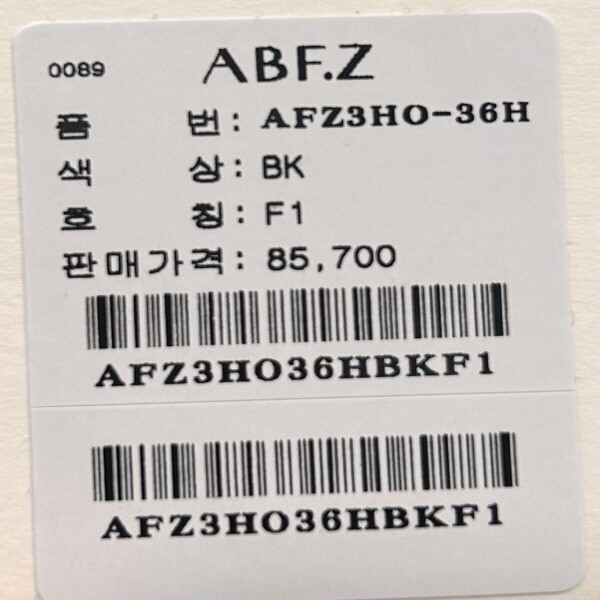 0089 ABF.Z
품 번: AFZ3HO-36H
색 상: BK
호 칭: F1
판매가격: 85,700
AFZ3HO36HBKF1
AFZ3HO36HBKF1